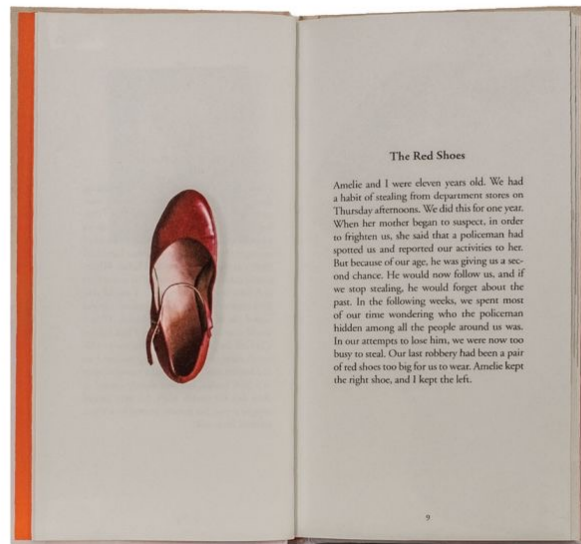 The Red Shoes
Amelie and I were eleven years old. We had
a habit of stealing from department stores on
Thursday afternoons. We did this for one year.
When her mother began to suspect, in order
to frighten us, she said that a policeman had
spotted us and reported our activities to her.
But because of our age, he was giving us a sec-
ond chance. He would now follow us, and if
we stop stealing, he would forget about the
past. In the following weeks, we spent most
of our time wondering who the policeman
hidden among all the people around us was.
In our attempts to lose him, we were now too
busy to steal. Our last robbery had been a pair
of red shoes too big for us to wear. Amelie kept
the right shoe, and I kept the left.
9